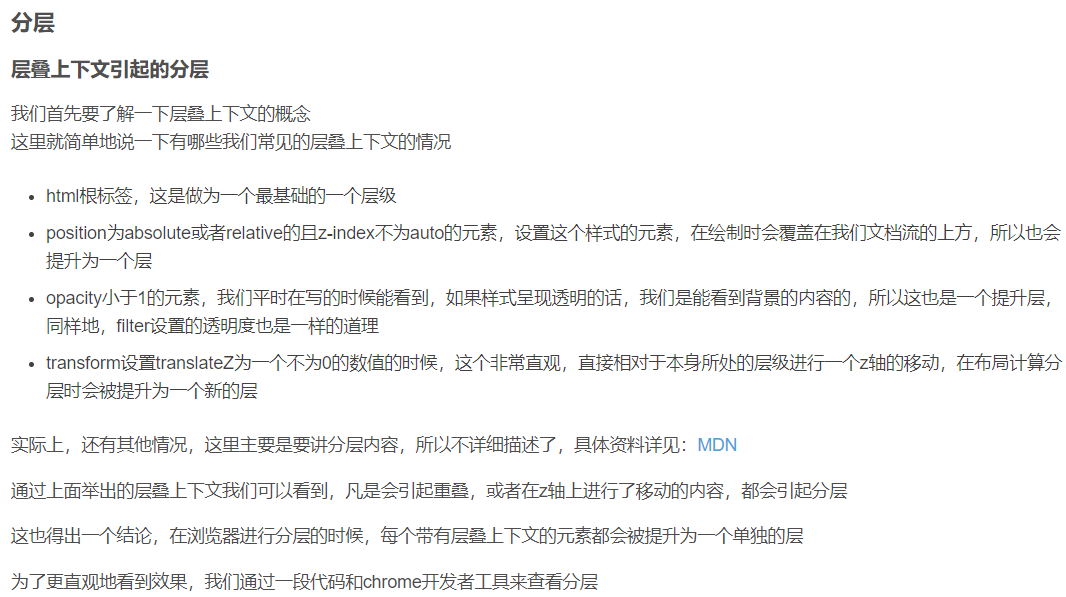 分层
层叠上下文引起的分层
我们首先要了解一下层叠上下文的概念
这里就简单地说一下有哪些我们常见的层叠上下文的情况
• html根标签，这是做为一个最基础的一个层级
• position为absolute或者relative的且z-index不为auto的元素，设置这个样式的元素，在绘制时会覆盖在我们文档流的上方，所以也会
提升为一个层
• opacity小于1的元素，我们平时在写的时候能看到，如果样式呈现透明的话，我们是能看到背景的内容的，所以这也是一个提升层，
同样地，filter设置的透明度也是一样的道理
• transform设置translateZ为一个不为0的数值的时候，这个非常直观，直接相对于本身所处的层级进行一个z轴的移动，在布局计算分
层时会被提升为一个新的层
实际上，还有其他情况，这里主要是要讲分层内容，所以不详细描述了，具体资料详见：MDN
通过上面举出的层叠上下文我们可以看到，凡是会引起重叠，或者在z轴上进行了移动的内容，都会引起分层
这也得出一个结论，在浏览器进行分层的时候，每个带有层叠上下文的元素都会被提升为一个单独的层
为了更直观地看到效果，我们通过一段代码和chrome开发者工具来查看分层